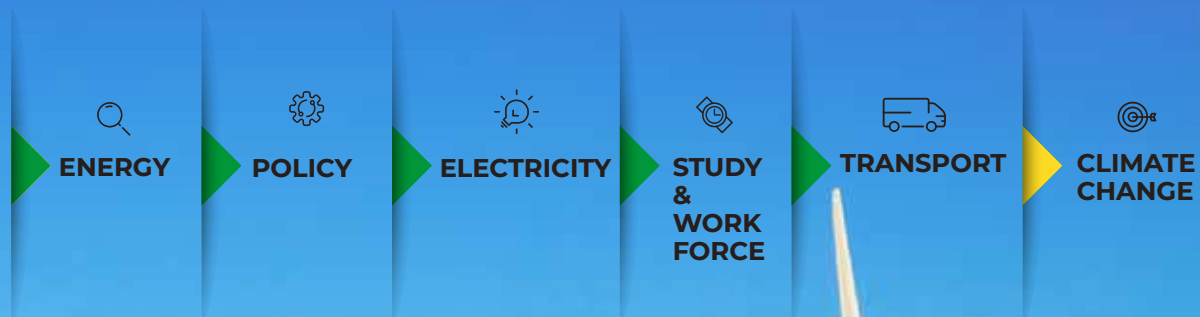 ENERGY
POLICY
ELECTRICITY
STUDY
&
WORK
FORCE
TRANSPORT
CLIMATE
CHANGE